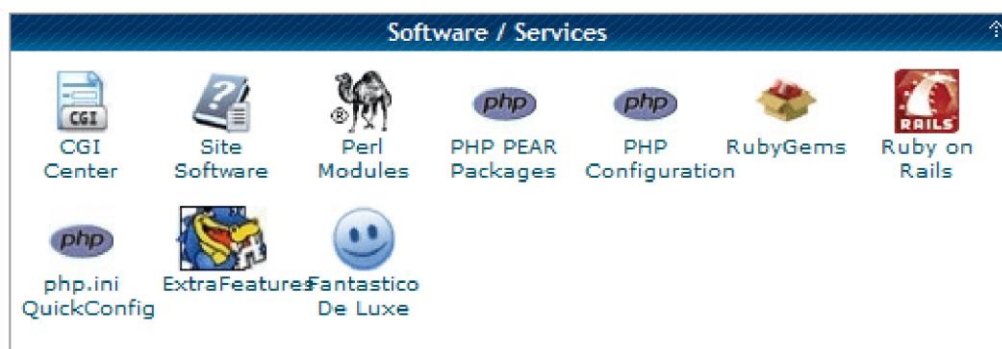 Software / Services
CGI
®
php
php
RAILS
CGI Center
Site Software
Perl Modules
PHP PEAR Packages
PHP Configuration
RubyGems
Ruby on Rails
php
php.ini QuickConfig
ExtraFeatures
Fantastico De Luxe